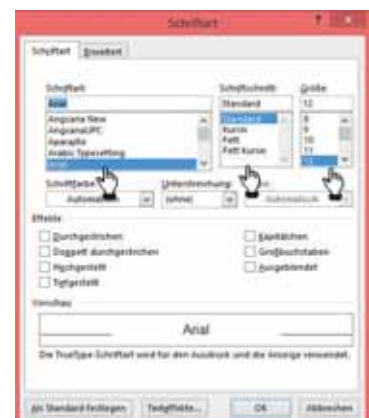 Schriftart ?
Schriftart Erweitert
Schriftart: Schriftschnitt: Größe:
Arial Standard 12
Angsana New Standard 8
AngsanaUPC Kursiv 9
Aparajita Fett 10
Arabic Typesetting Fett Kursiv 11
Arial 12
Schriftfarbe: Unterstreichung:
Automatisch (ohne) Automatisch
Effekte
Durchgestrichen Kapitälchen
Doppelt durchgestrichen Großbuchstaben
Hochgestellt Ausgeblendet
Tiefgestellt
Vorschau
Arial
Die TrueType-Schriftart wird für den Ausdruck und die Anzeige verwendet.
Als Standard festlegen Texteffekte... OK Abbrechen